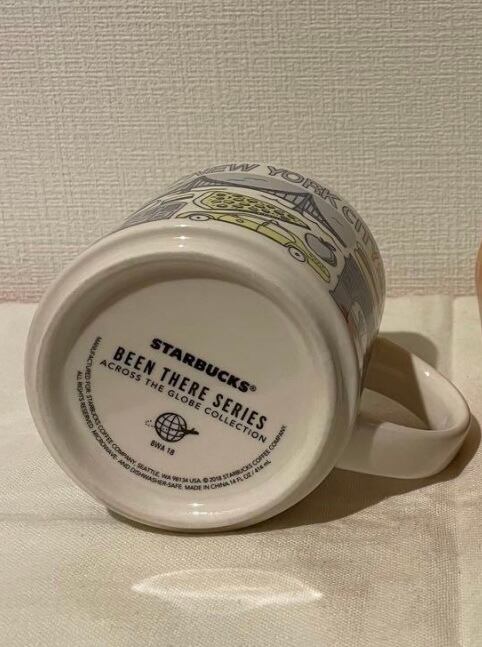 NEW YORK CITY
STARBUCKS®
BEEN THERE SERIES
ACROSS THE GLOBE COLLECTION
BWA 18
MANUFACTURED FOR STARBUCKS COFFEE COMPANY, SEATTLE, WA 98134 USA © 2018 STARBUCKS COFFEE COMPANY.
ALL RIGHTS RESERVED. MICROWAVE- AND DISHWASHER-SAFE. MADE IN CHINA 14 FL OZ / 414 mL